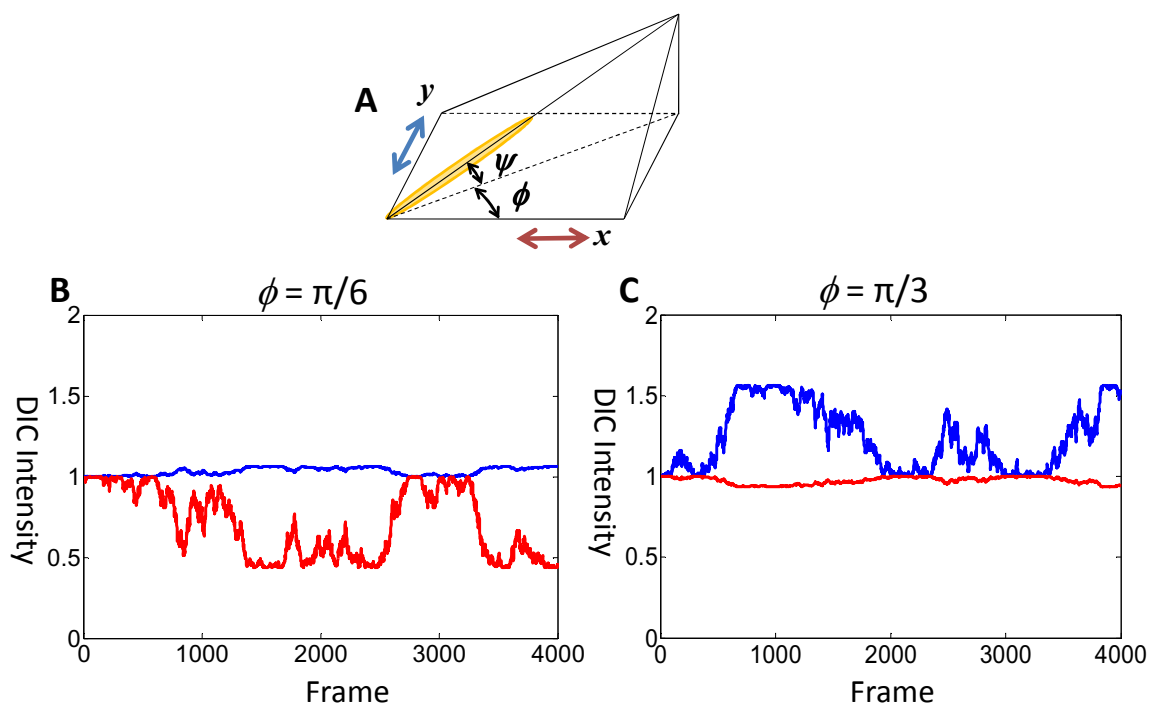 A
y
ψ
ϕ
x
B
ϕ = π/6
2
1.5
1
0.5
0
DIC Intensity
0 1000 2000 3000 4000
Frame
C
ϕ = π/3
2
1.5
1
0.5
0
DIC Intensity
0 1000 2000 3000 4000
Frame